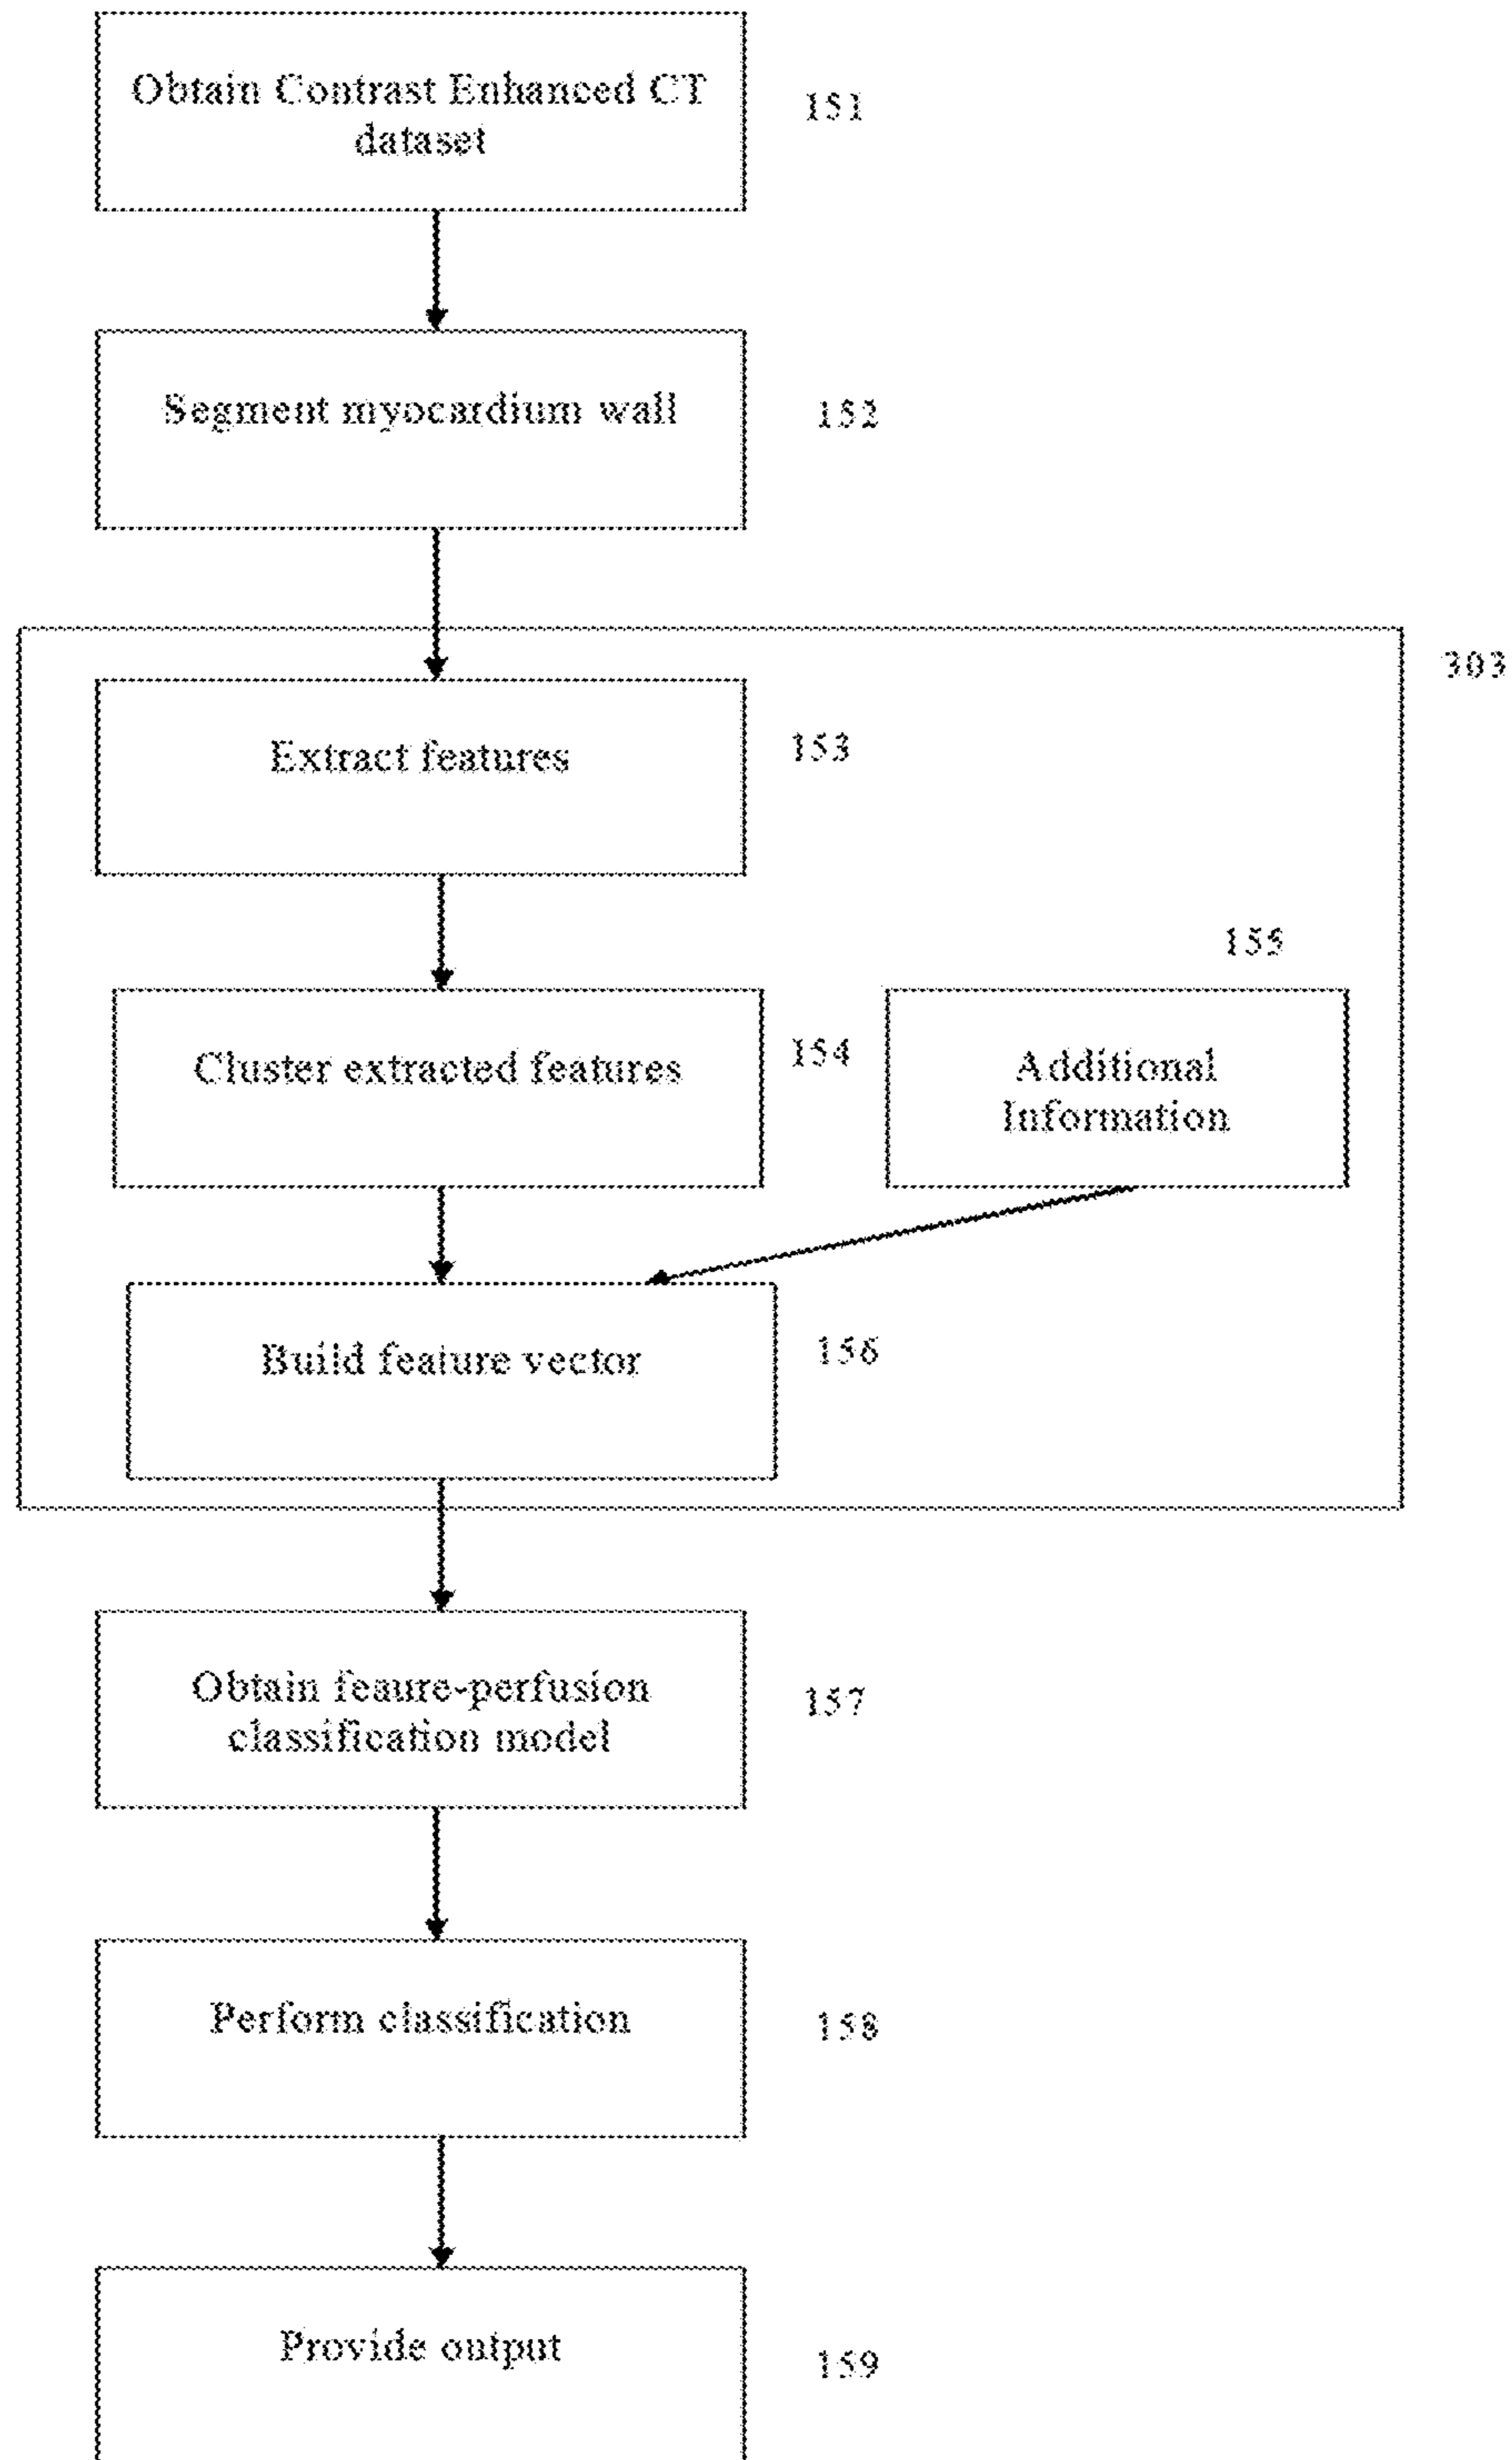 Obtain Contrast Enhanced CT
dataset
151
Segment myocardium wall
152
303
Extract features
153
155
Cluster extracted features
154
Additional
Information
Build feature vector
156
Obtain feaure-perfusion
classification model
157
Perform classification
158
Provide output
159